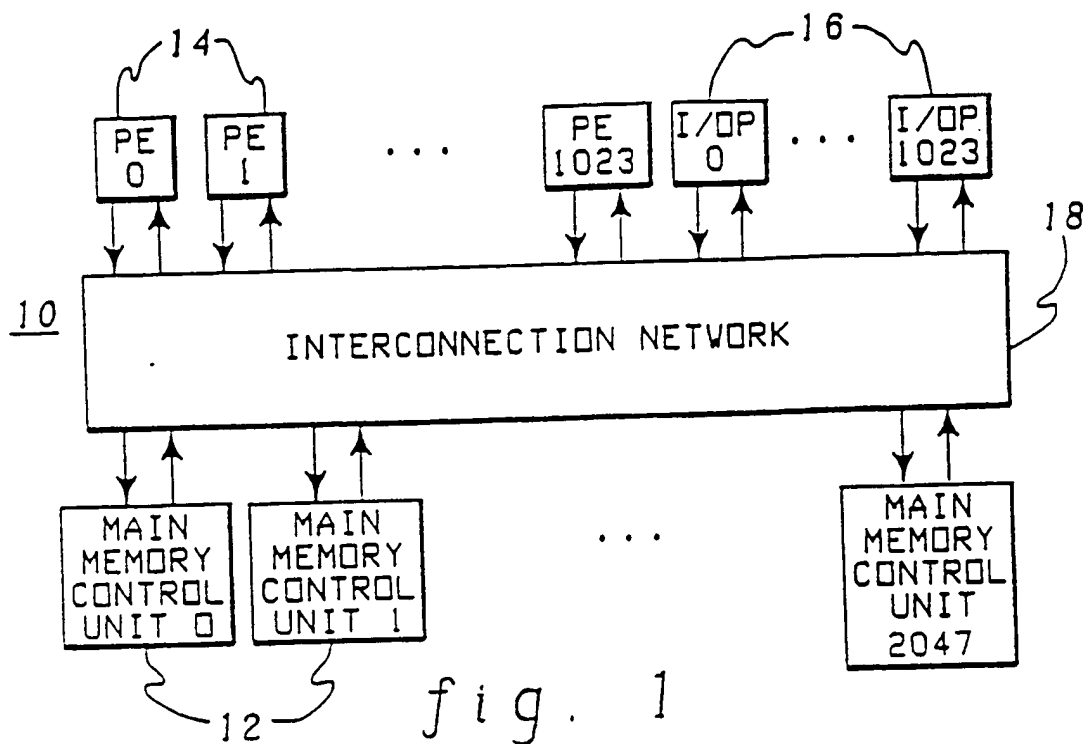 14
16
PE
0
PE
1
...
PE
1023
I/OP
0
...
I/OP
1023
18
10
INTERCONNECTION NETWORK
MAIN
MEMORY
CONTROL
UNIT 0
MAIN
MEMORY
CONTROL
UNIT 1
...
MAIN
MEMORY
CONTROL
UNIT
2047
12
fig. 1